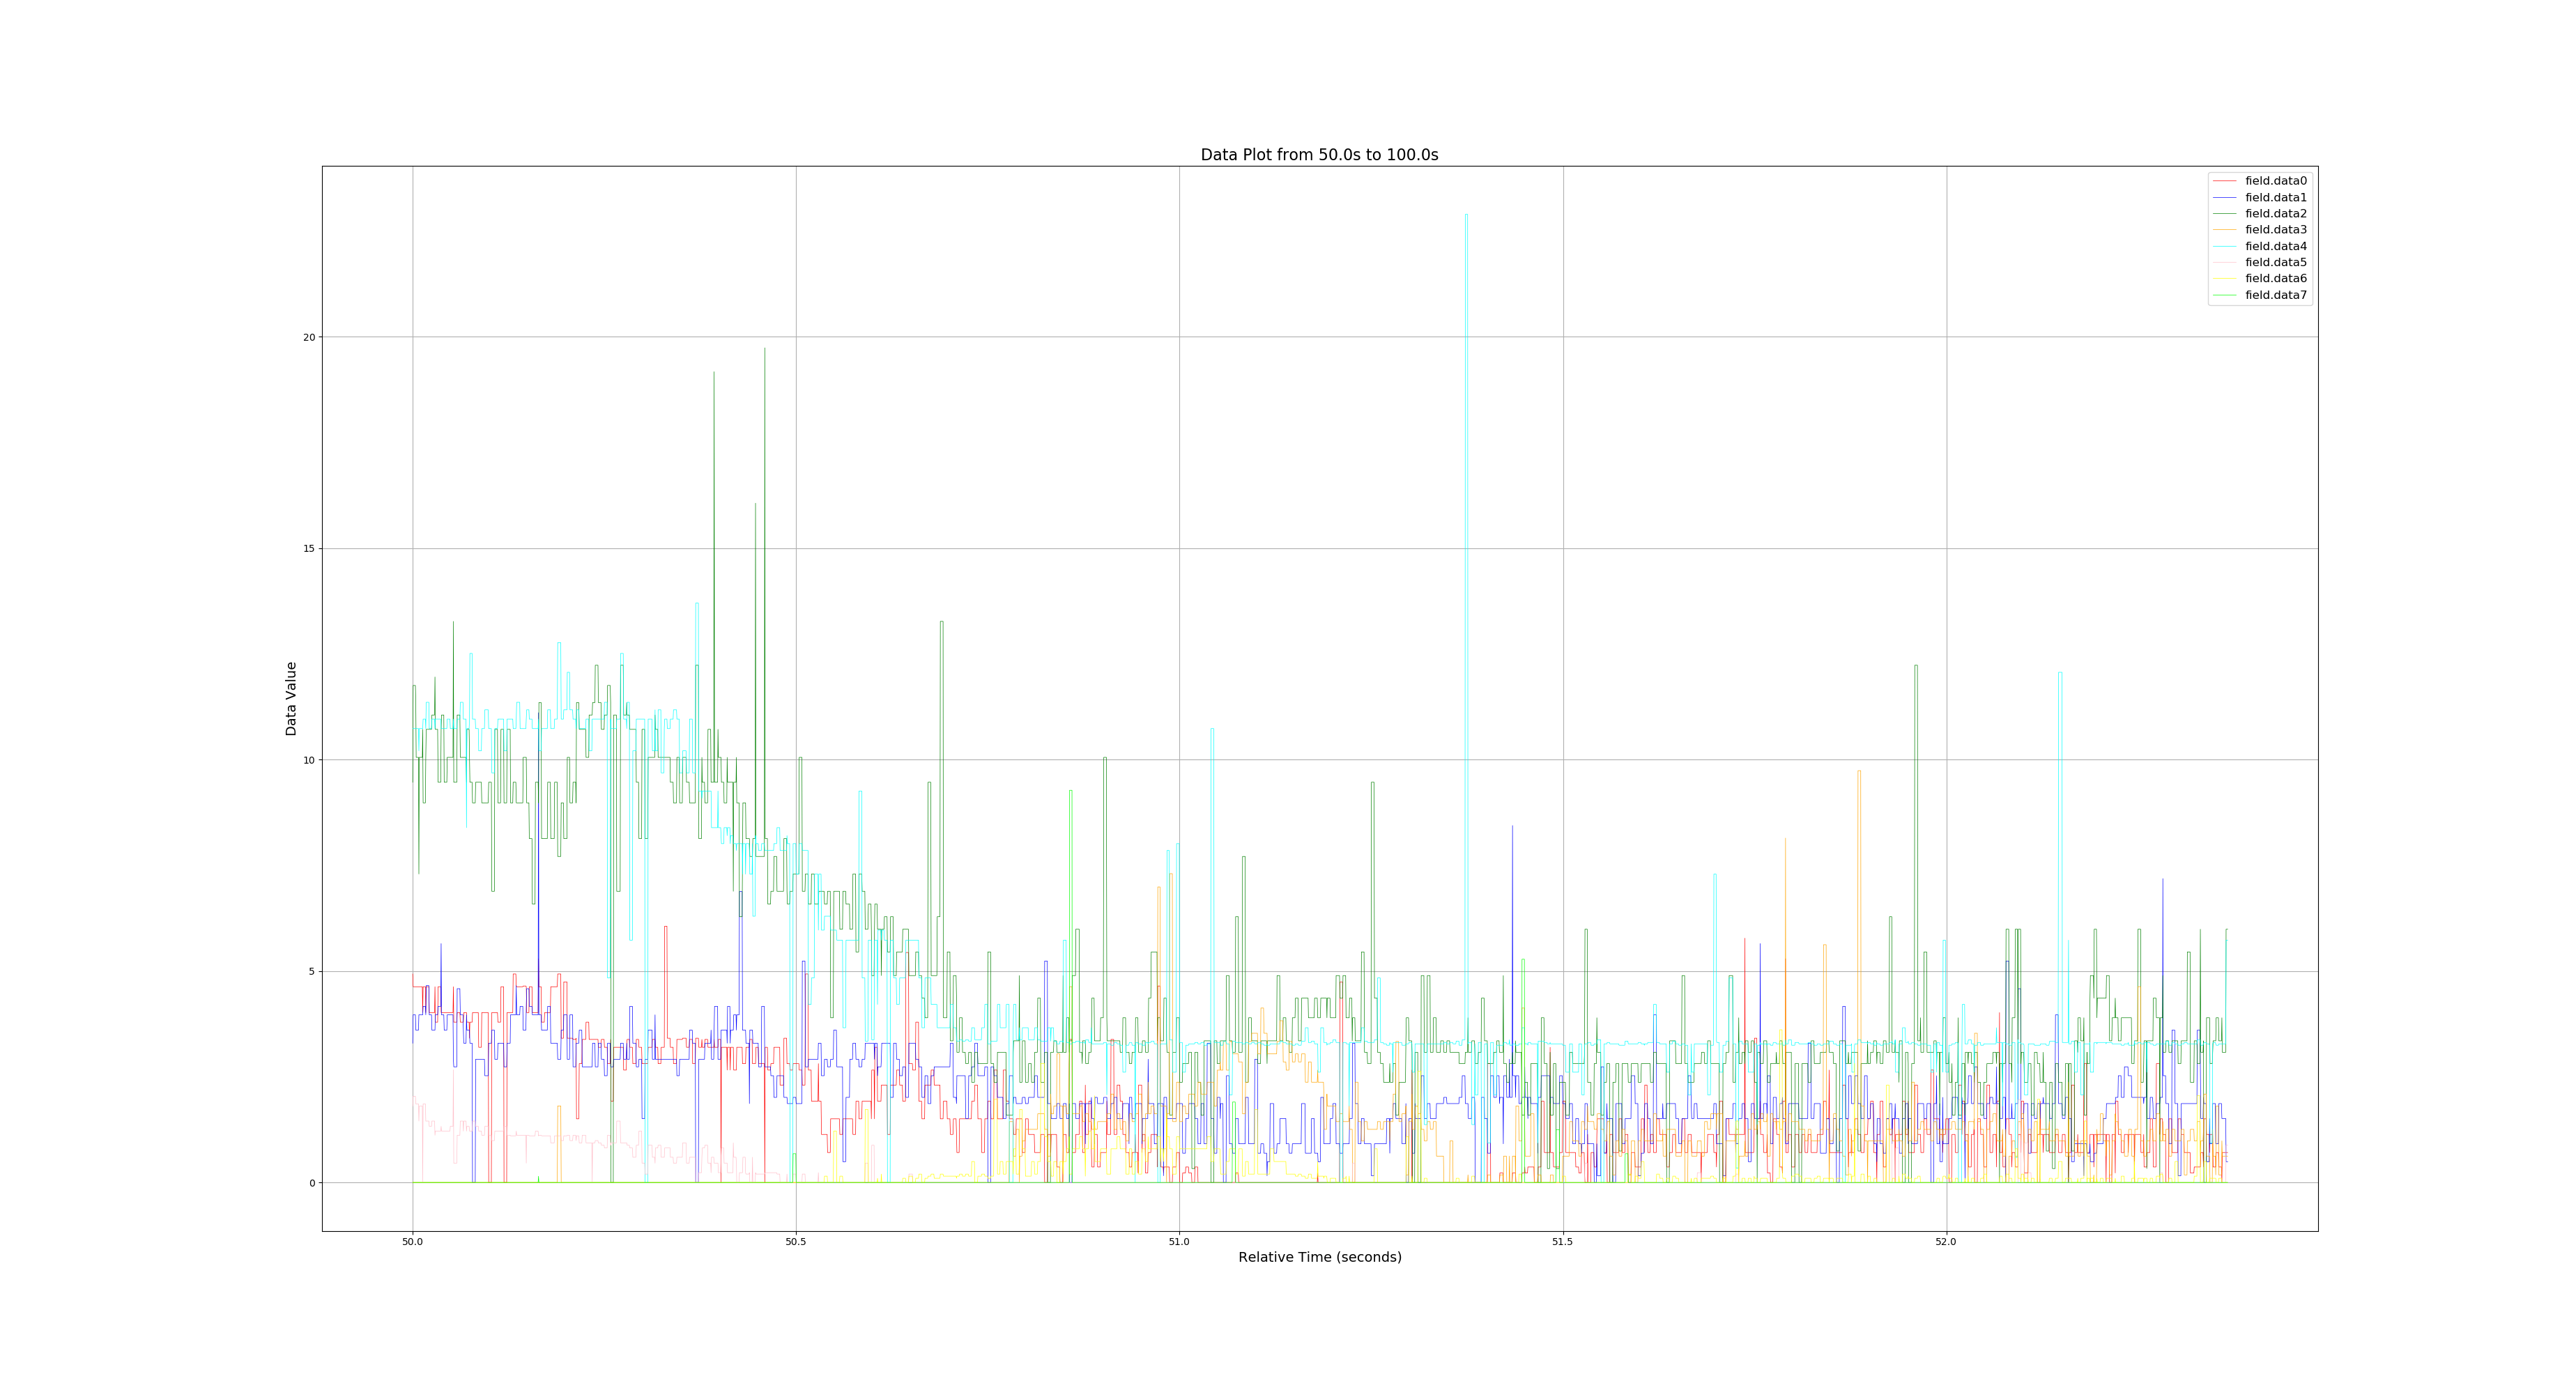 Data Plot from 50.0s to 100.0s
field.data0
field.data1
field.data2
field.data3
field.data4
field.data5
field.data6
field.data7
Data Value
20
15
10
5
0
50.0
50.5
51.0
51.5
52.0
Relative Time (seconds)